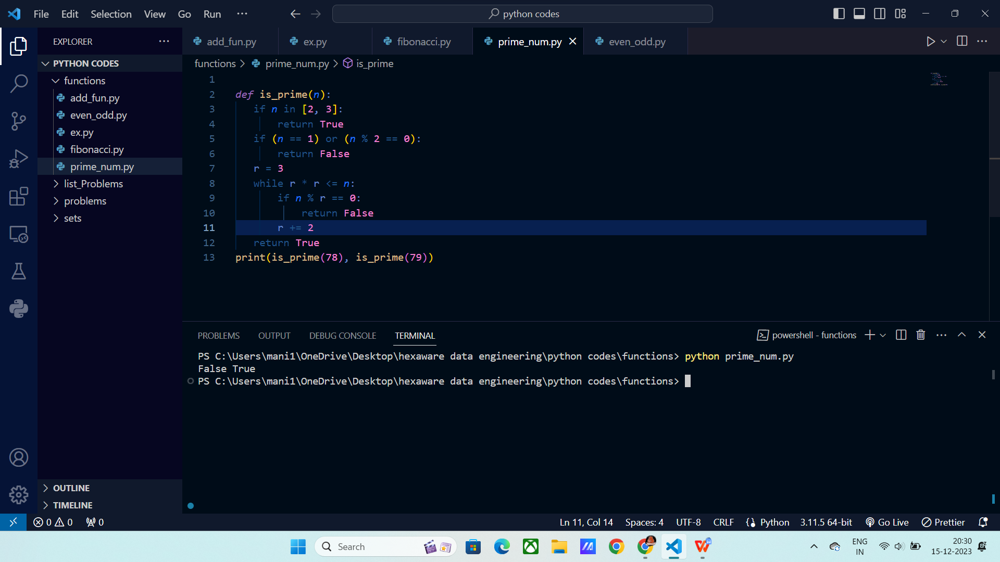 File Edit Selection View Go Run ··· python codes
EXPLORER ···
add_fun.py ex.py fibonacci.py prime_num.py even_odd.py
PYTHON CODES
functions
add_fun.py
even_odd.py
ex.py
fibonacci.py
prime_num.py
list_Problems
problems
sets
OUTLINE
TIMELINE
functions > prime_num.py > is_prime
1
2 def is_prime(n):
3 if n in [2, 3]:
4 return True
5 if (n == 1) or (n % 2 == 0):
6 return False
7 r = 3
8 while r * r <= n:
9 if n % r == 0:
10 return False
11 r += 2
12 return True
13 print(is_prime(78), is_prime(79))
PROBLEMS OUTPUT DEBUG CONSOLE TERMINAL powershell - functions
PS C:\Users\mani1\OneDrive\Desktop\hexaware data engineering\python codes\functions> python prime_num.py
False True
PS C:\Users\mani1\OneDrive\Desktop\hexaware data engineering\python codes\functions>
0 0 0 Ln 11, Col 14 Spaces: 4 UTF-8 CRLF Python 3.11.5 64-bit Go Live Prettier
Search
ENG
IN
20:30
15-12-2023